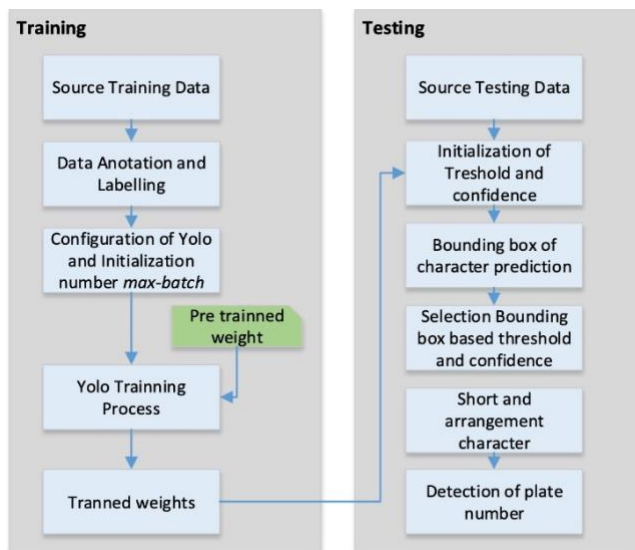 Training
Source Training Data
Data Anotation and
Labelling
Configuration of Yolo
and Initialization
number max-batch
Pre trainned
weight
Yolo Trainning
Process
Tranned weights
Testing
Source Testing Data
Initialization of
Treshold and
confidence
Bounding box of
character prediction
Selection Bounding
box based threshold
and confidence
Short and
arrangement
character
Detection of plate
number